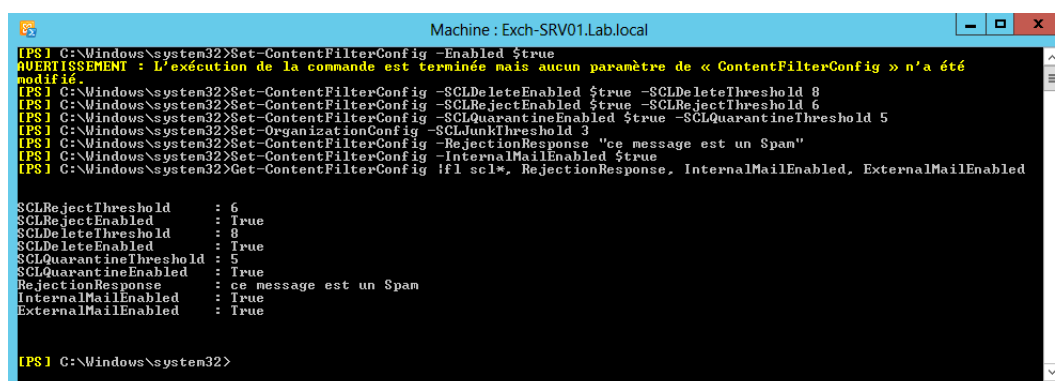 Machine : Exch-SRV01.Lab.local
[PS] C:\Windows\system32>Set-ContentFilterConfig -Enabled $true
AVERTISSEMENT : L'exécution de la commande est terminée mais aucun paramètre de « ContentFilterConfig » n'a été
modifié.
[PS] C:\Windows\system32>Set-ContentFilterConfig -SCLDeleteEnabled $true -SCLDeleteThreshold 8
[PS] C:\Windows\system32>Set-ContentFilterConfig -SCLRejectEnabled $true -SCLRejectThreshold 6
[PS] C:\Windows\system32>Set-ContentFilterConfig -SCLQuarantineEnabled $true -SCLQuarantineThreshold 5
[PS] C:\Windows\system32>Set-OrganizationConfig -SCLJunkThreshold 3
[PS] C:\Windows\system32>Set-ContentFilterConfig -RejectionResponse "ce message est un Spam"
[PS] C:\Windows\system32>Set-ContentFilterConfig -InternalMailEnabled $true
[PS] C:\Windows\system32>Get-ContentFilterConfig |fl scl*, RejectionResponse, InternalMailEnabled, ExternalMailEnabled
SCLRejectThreshold : 6
SCLRejectEnabled : True
SCLDeleteThreshold : 8
SCLDeleteEnabled : True
SCLQuarantineThreshold : 5
SCLQuarantineEnabled : True
RejectionResponse : ce message est un Spam
InternalMailEnabled : True
ExternalMailEnabled : True
[PS] C:\Windows\system32>